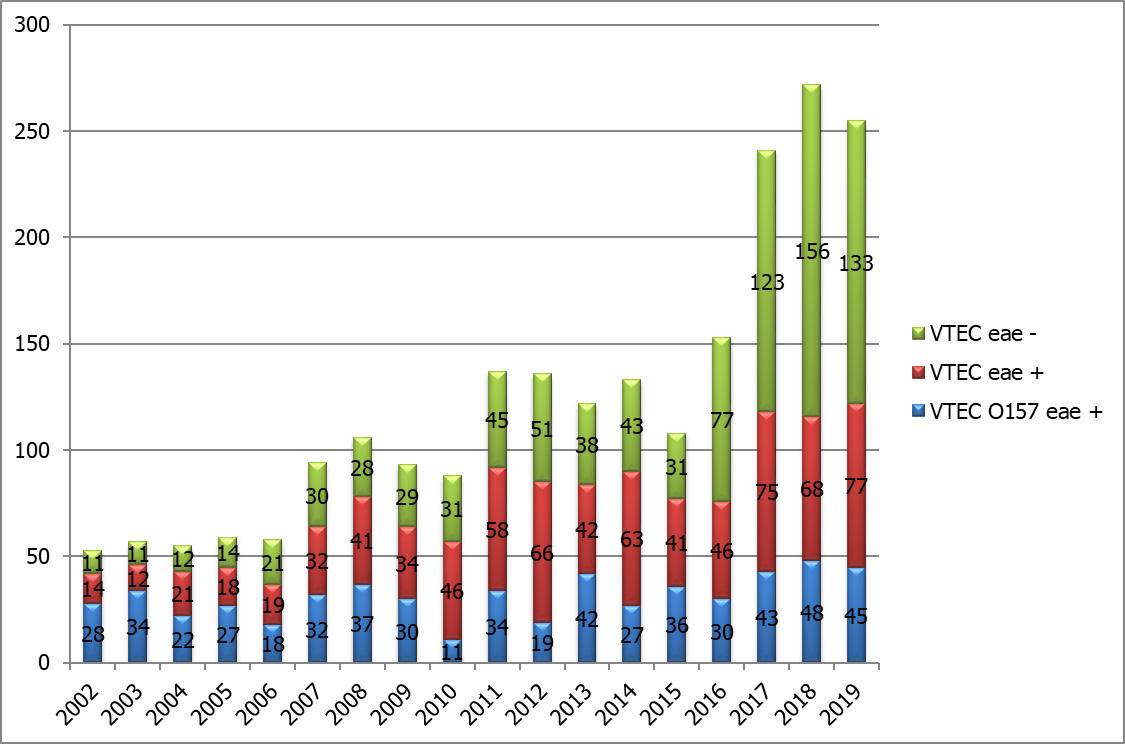 300
250
200
150
100
50
0
11 11 12 14 21 30 28 29 31 45 51 38 43 31 77 123 156 133
14 12 21 18 19 32 41 34 46 58 66 42 63 41 46 75 68 77
28 34 22 27 18 32 37 30 11 34 19 42 27 36 30 43 48 45
2002 2003 2004 2005 2006 2007 2008 2009 2010 2011 2012 2013 2014 2015 2016 2017 2018 2019
VTEC eae -
VTEC eae +
VTEC O157 eae +